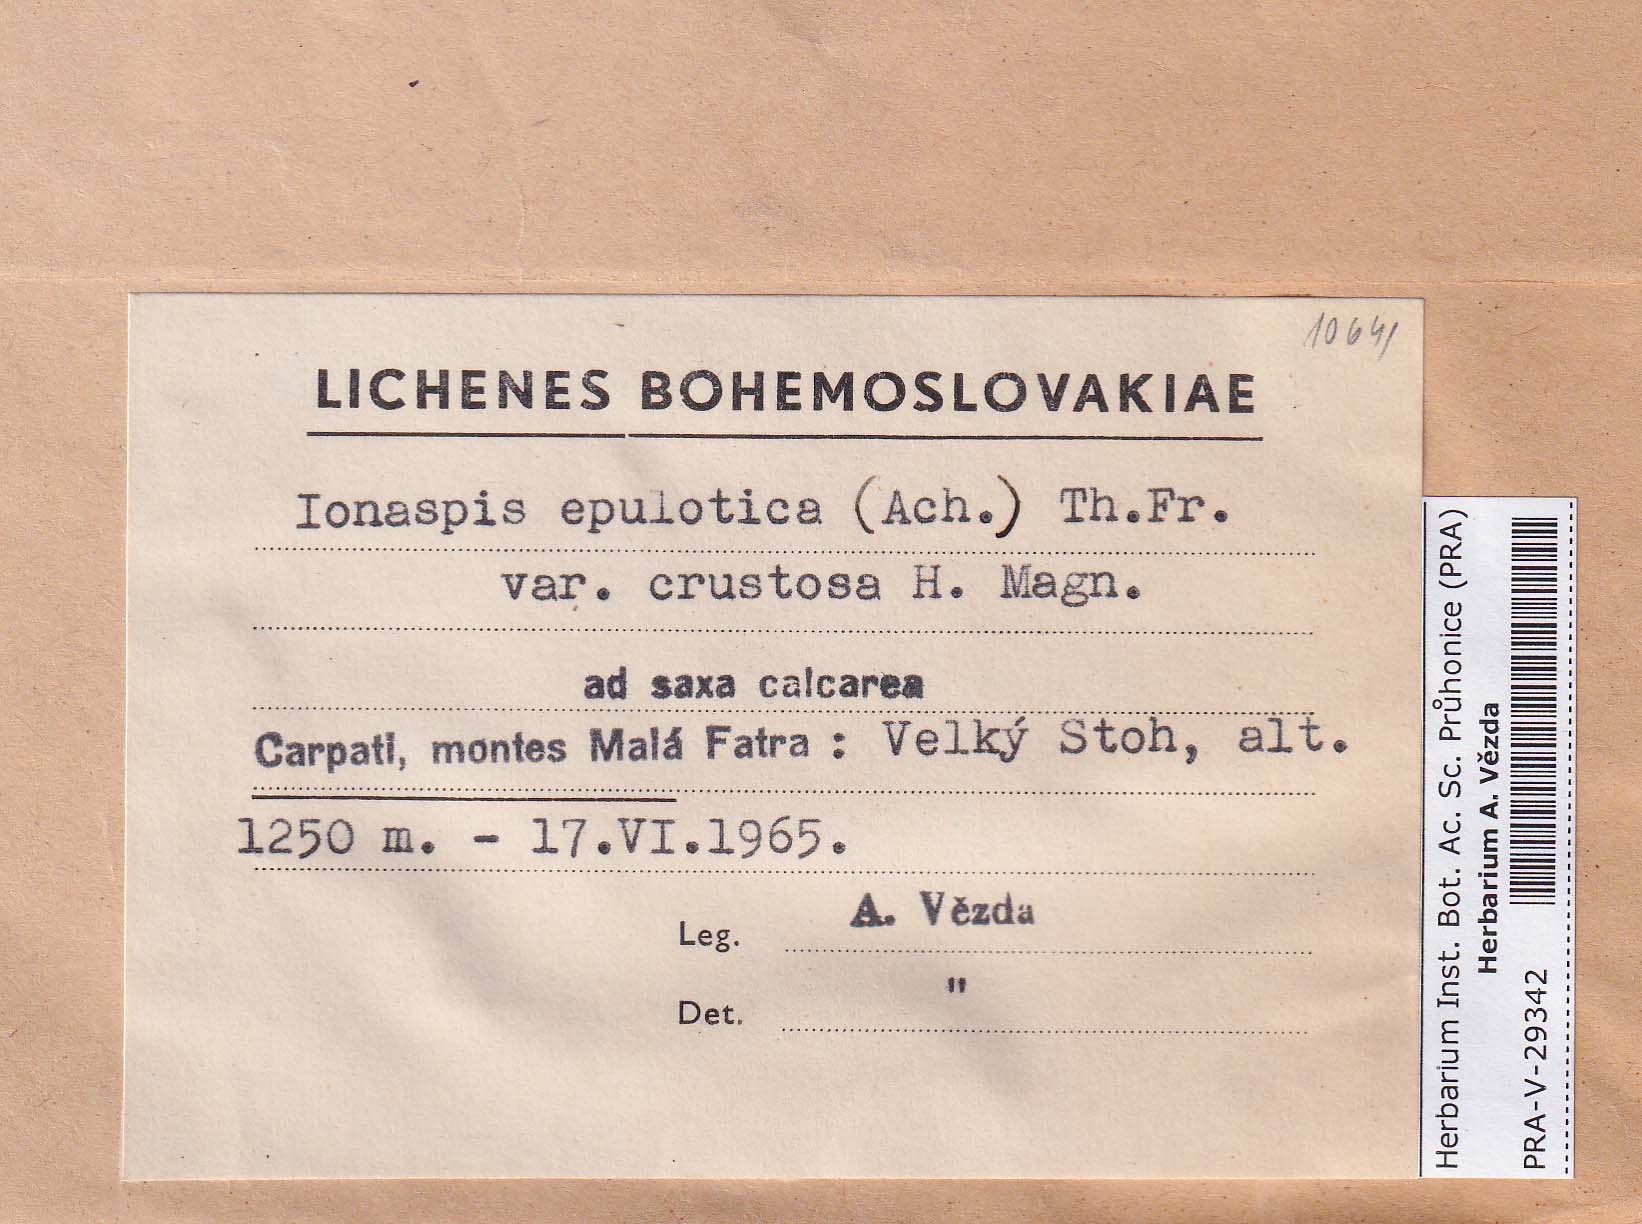 10641
LICHENES BOHEMOSLOVAKIAE
Ionaspis epulotica (Ach.) Th.Fr.
var. crustosa H. Magn.
ad saxa calcarea
Carpati, montes Malá Fatra : Velký Stoh, alt.
1250 m. - 17.VI.1965.
Leg. A. Vězda
Det. "
Herbarium Inst. Bot. Ac. Sc. Průhonice (PRA)
Herbarium A. Vězda
PRA-V-29342